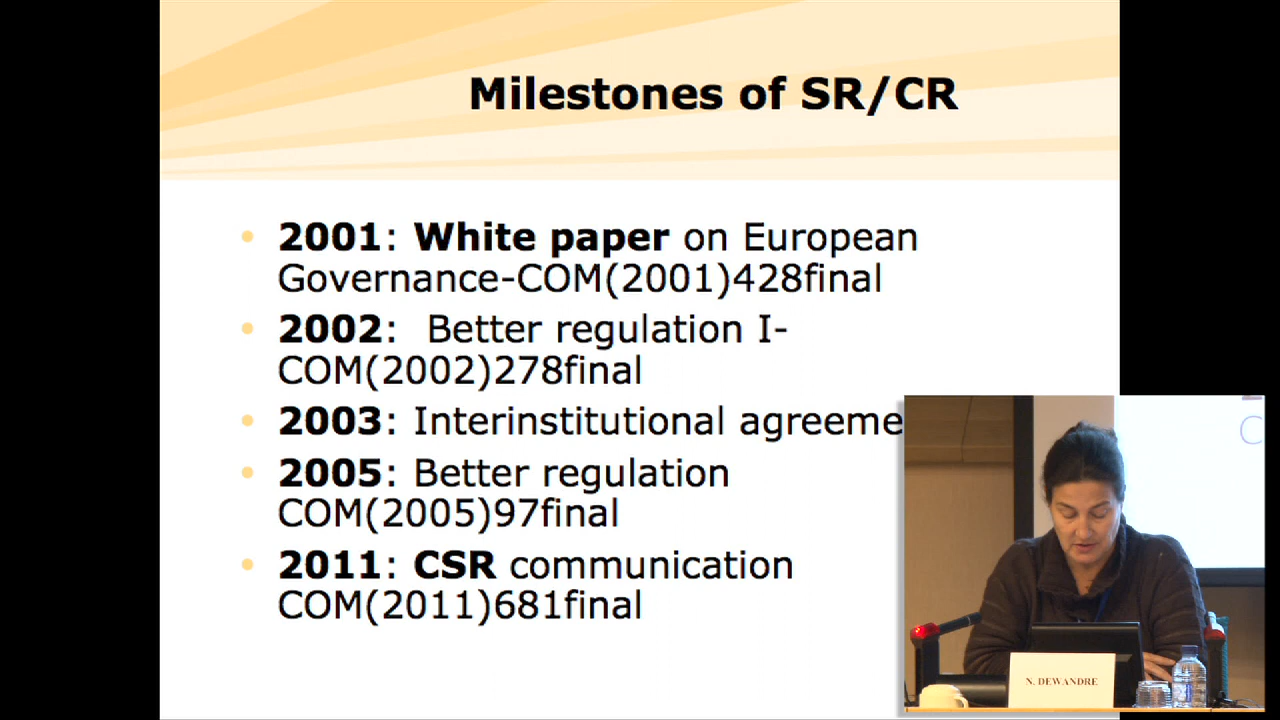 Milestones of SR/CR
• 2001: White paper on European
Governance-COM(2001)428final
• 2002: Better regulation I-
COM(2002)278final
• 2003: Interinstitutional agreeme
• 2005: Better regulation
COM(2005)97final
• 2011: CSR communication
COM(2011)681final
C
N. DEWANDRE